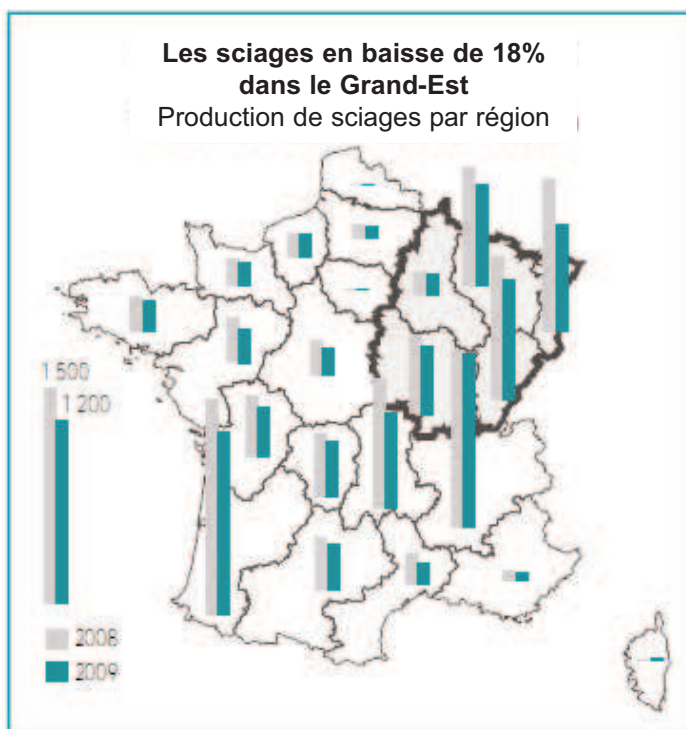 Les sciages en baisse de 18%
dans le Grand-Est
Production de sciages par région
1 500
1 200
2008
2009